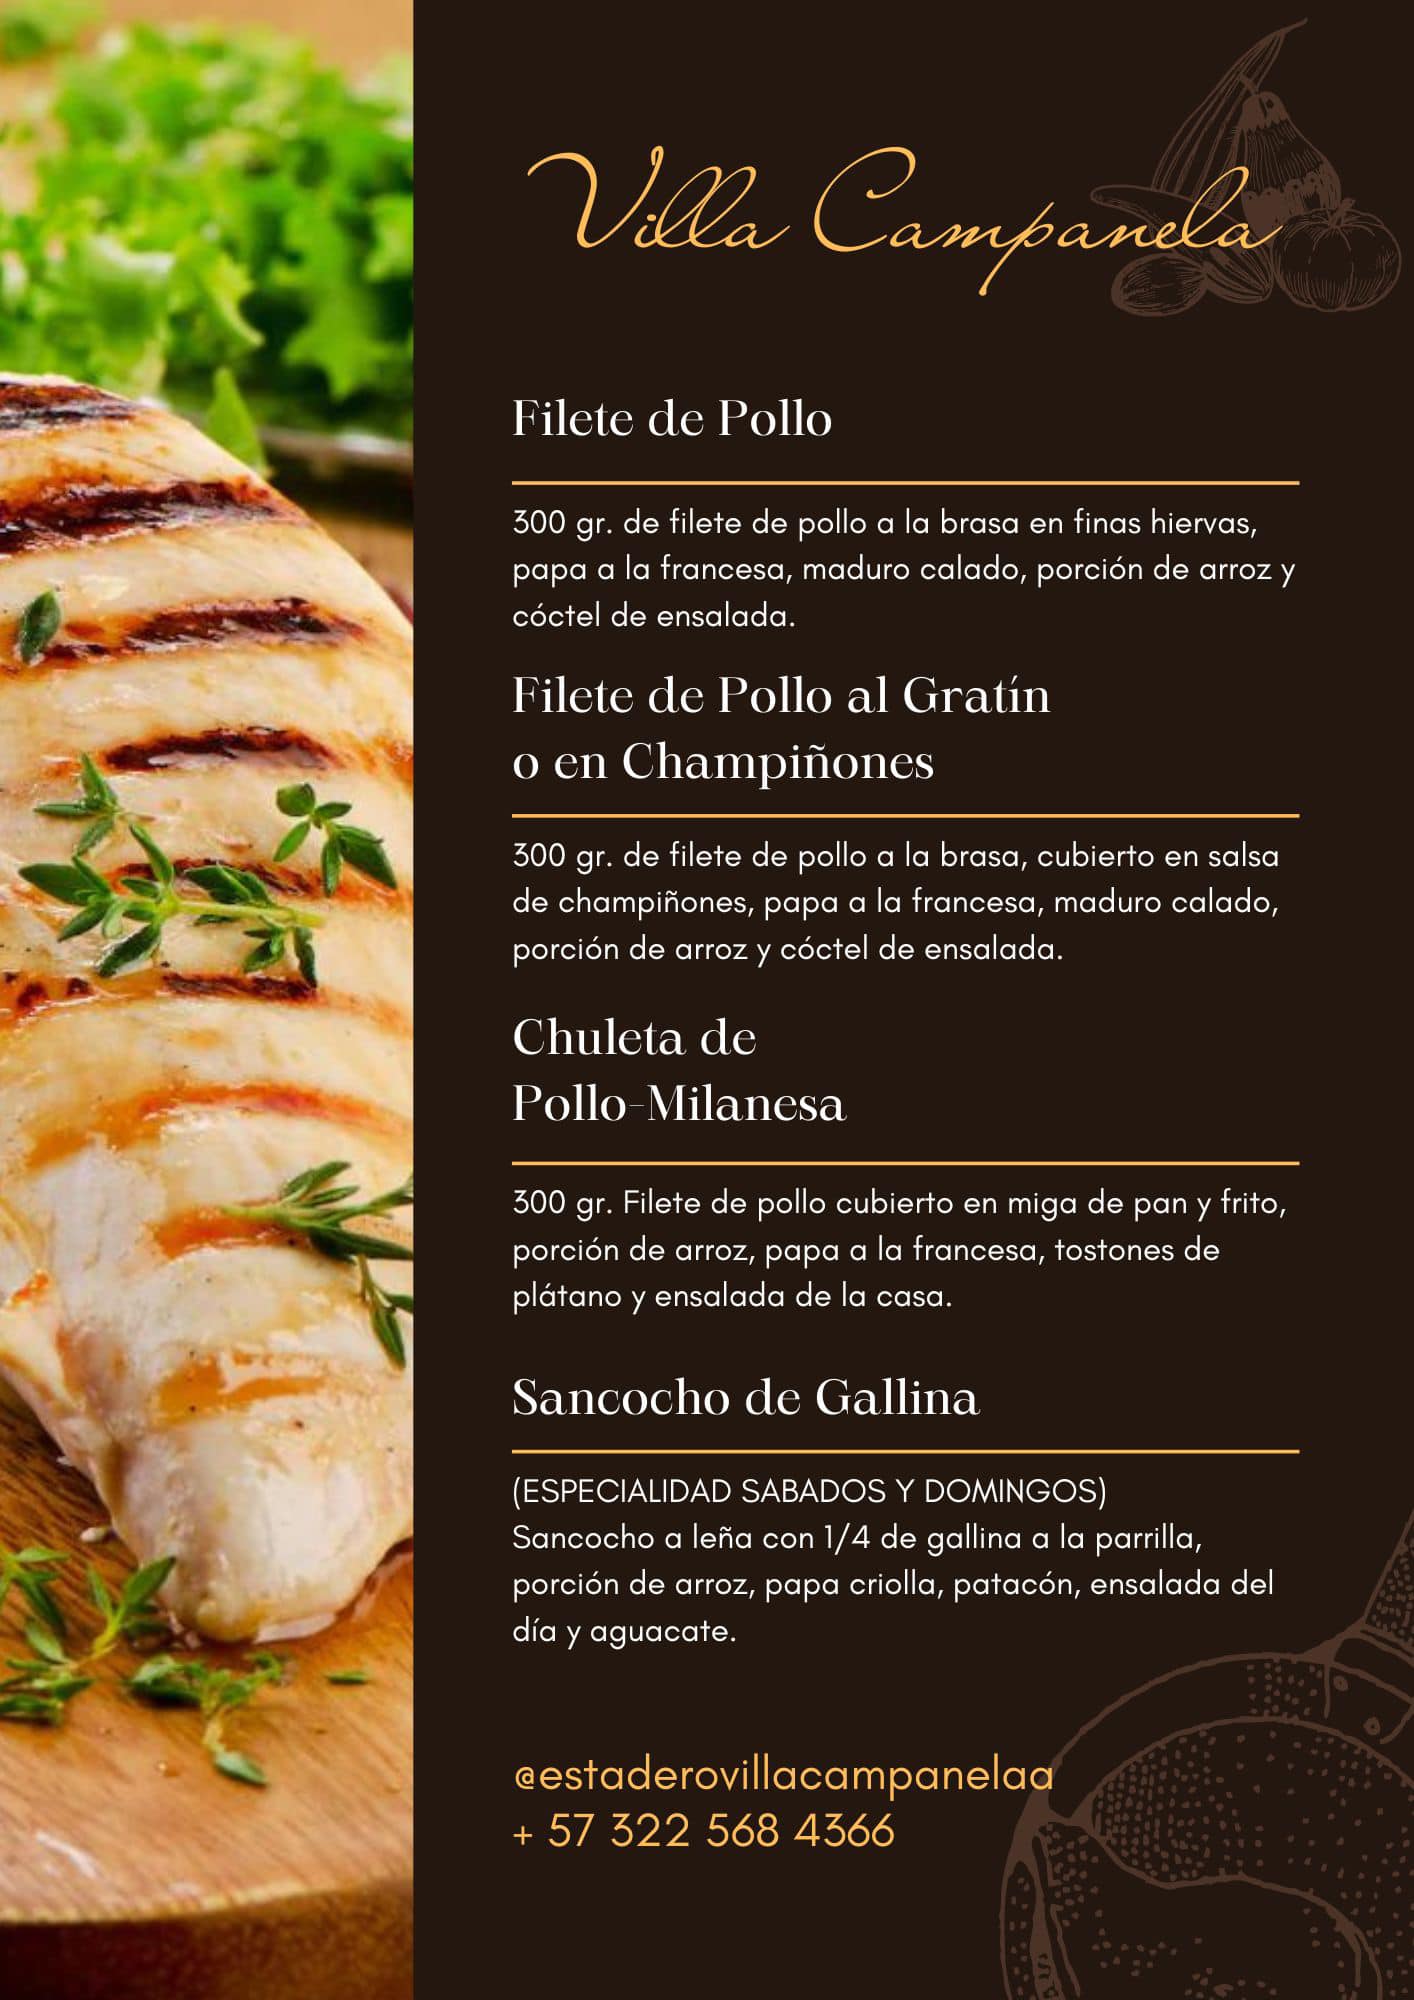 Villa Campanela
Filete de Pollo
300 gr. de filete de pollo a la brasa en finas hiervas,
papa a la francesa, maduro calado, porción de arroz y
cóctel de ensalada.
Filete de Pollo al Gratín
o en Champiñones
300 gr. de filete de pollo a la brasa, cubierto en salsa
de champiñones, papa a la francesa, maduro calado,
porción de arroz y cóctel de ensalada.
Chuleta de
Pollo-Milanesa
300 gr. Filete de pollo cubierto en miga de pan y frito,
porción de arroz, papa a la francesa, tostones de
plátano y ensalada de la casa.
Sancocho de Gallina
(ESPECIALIDAD SABADOS Y DOMINGOS)
Sancocho a leña con 1/4 de gallina a la parrilla,
porción de arroz, papa criolla, patacón, ensalada del
día y aguacate.
@estaderovillacampanelaa
+ 57 322 568 4366